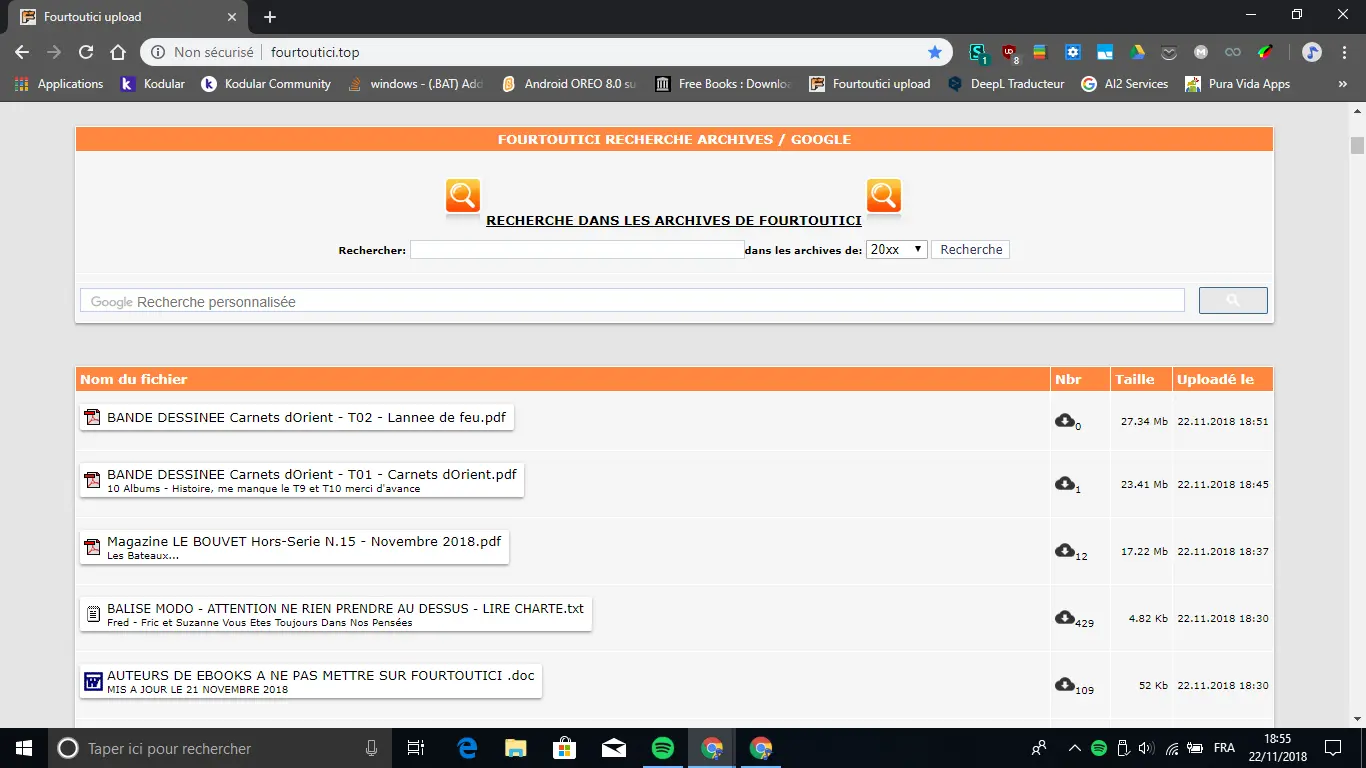 Fourtoutici upload
Non sécurisé fourtoutici.top
1 8
Applications Kodular Kodular Community windows - (.BAT) Add Android OREO 8.0 su Free Books : Downlo Fourtoutici upload DeepL Traducteur AI2 Services Pura Vida Apps »
FOURTOUTICI RECHERCHE ARCHIVES / GOOGLE
RECHERCHE DANS LES ARCHIVES DE FOURTOUTICI
Rechercher: dans les archives de: 20xx Recherche
Google Recherche personnalisée
Nom du fichier Nbr Taille Uploadé le
BANDE DESSINEE Carnets dOrient - T02 - Lannee de feu.pdf 0 27.34 Mb 22.11.2018 18:51
BANDE DESSINEE Carnets dOrient - T01 - Carnets dOrient.pdf
10 Albums - Histoire, me manque le T9 et T10 merci d'avance 1 23.41 Mb 22.11.2018 18:45
Magazine LE BOUVET Hors-Serie N.15 - Novembre 2018.pdf
Les Bateaux... 12 17.22 Mb 22.11.2018 18:37
BALISE MODO - ATTENTION NE RIEN PRENDRE AU DESSUS - LIRE CHARTE.txt
Fred - Fric et Suzanne Vous Etes Toujours Dans Nos Pensées 429 4.82 Kb 22.11.2018 18:30
AUTEURS DE EBOOKS A NE PAS METTRE SUR FOURTOUTICI .doc
MIS A JOUR LE 21 NOVEMBRE 2018 109 52 Kb 22.11.2018 18:30
Taper ici pour rechercher FRA 18:55
22/11/2018